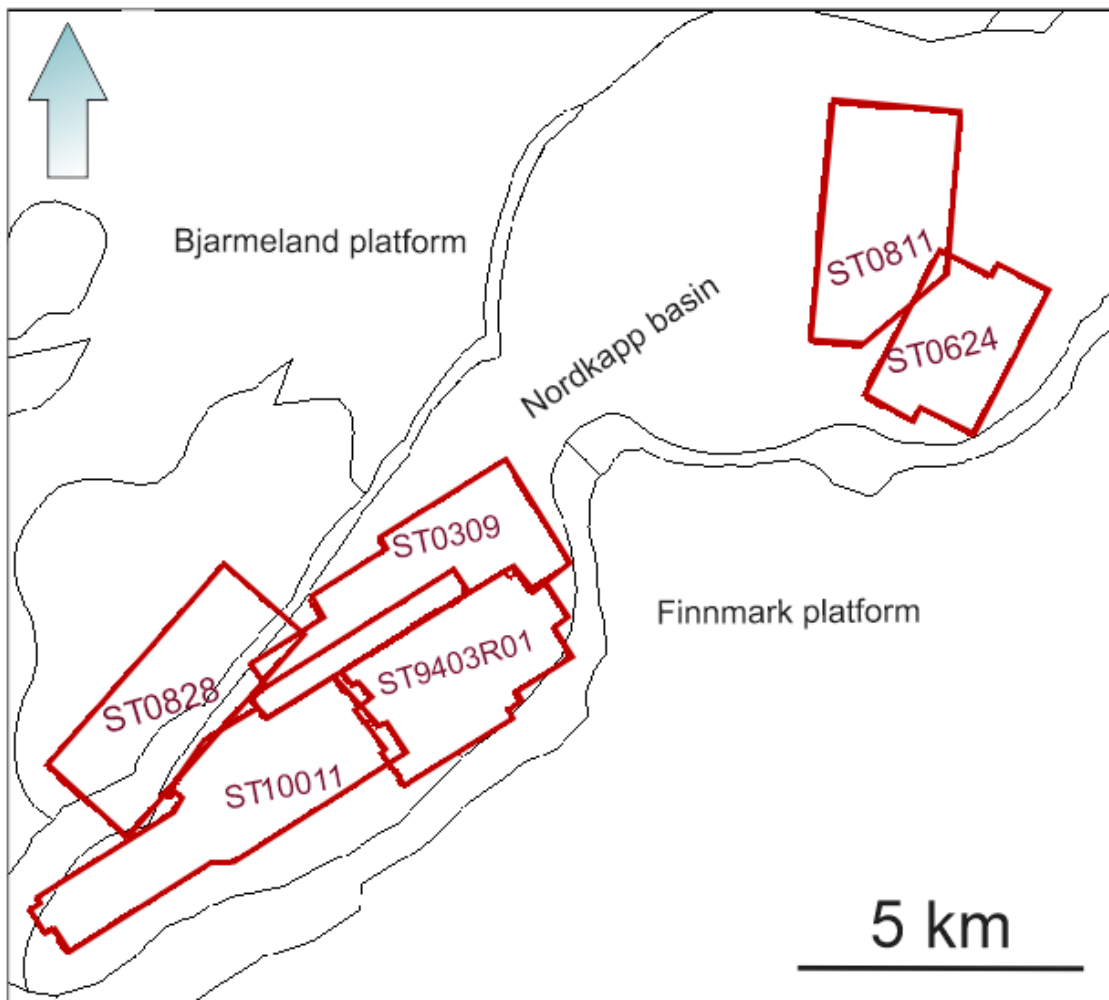 Bjarmeland platform
ST0811
Nordkapp basin
ST0624
ST0309
Finnmark platform
ST9403R01
ST0828
ST10011
5 km